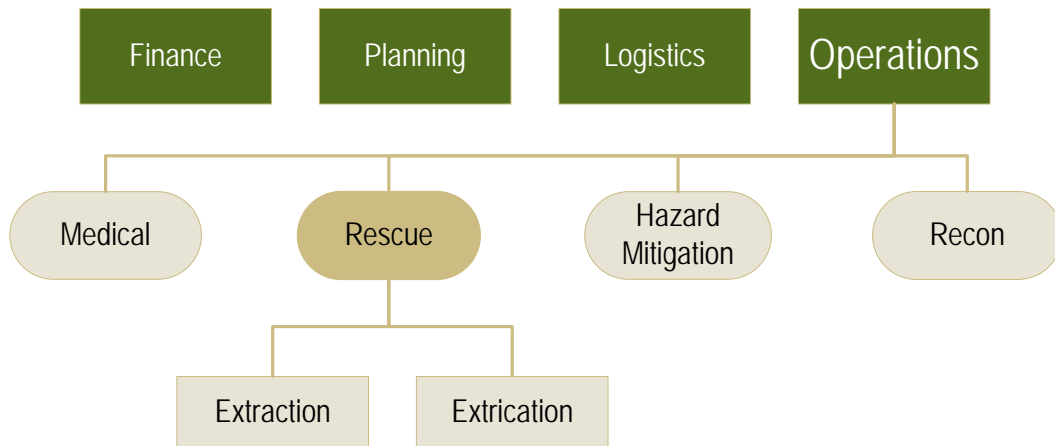 Finance
Planning
Logistics
Operations
Medical
Rescue
Hazard
Mitigation
Recon
Extraction
Extrication